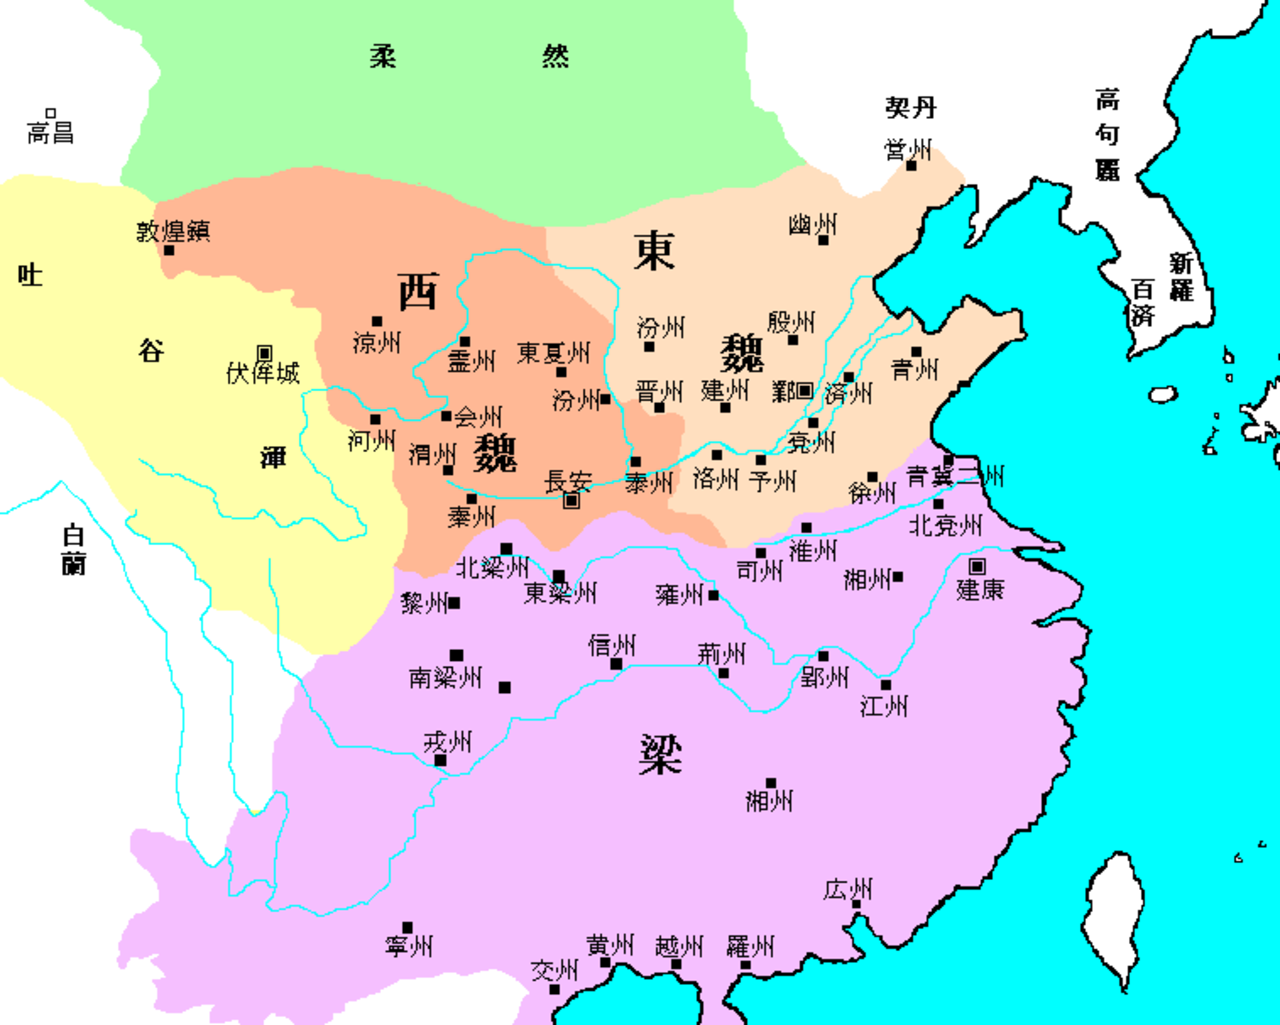 柔然
契丹
高句麗
高昌
営州
敦煌鎮
幽州
東魏
西魏
吐谷渾
新羅
百済
涼州
霊州
東夏州
汾州
殷州
伏俟城
汾州
晋州
建州
鄴
済州
青州
河州
会州
兗州
渭州
長安
泰州
洛州
予州
徐州
青冀二州
秦州
北兗州
白蘭
淮州
司州
北梁州
東梁州
雍州
湘州
建康
黎州
信州
荊州
郢州
南梁州
江州
戎州
梁
湘州
広州
寧州
交州
黄州
越州
羅州